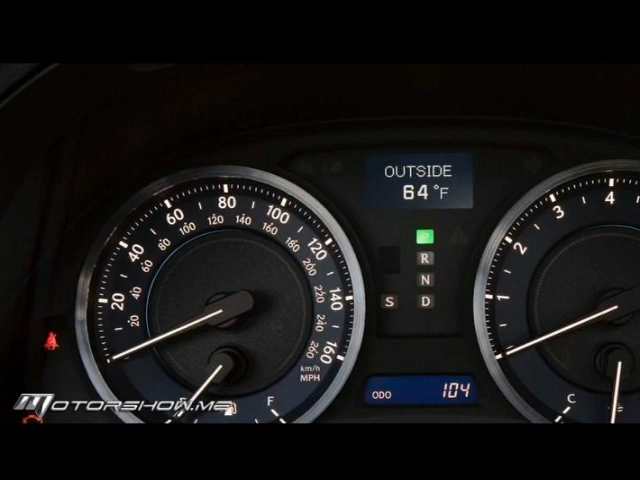 OUTSIDE
64°F
20 40 60 80 100 120 140 160
20 40 60 80 100 120 140 160 180 200 220 240 260
km/h
MPH
F
R
N
S D
ODO 104
1 2 3 4
C
MOTORSHOW.ME